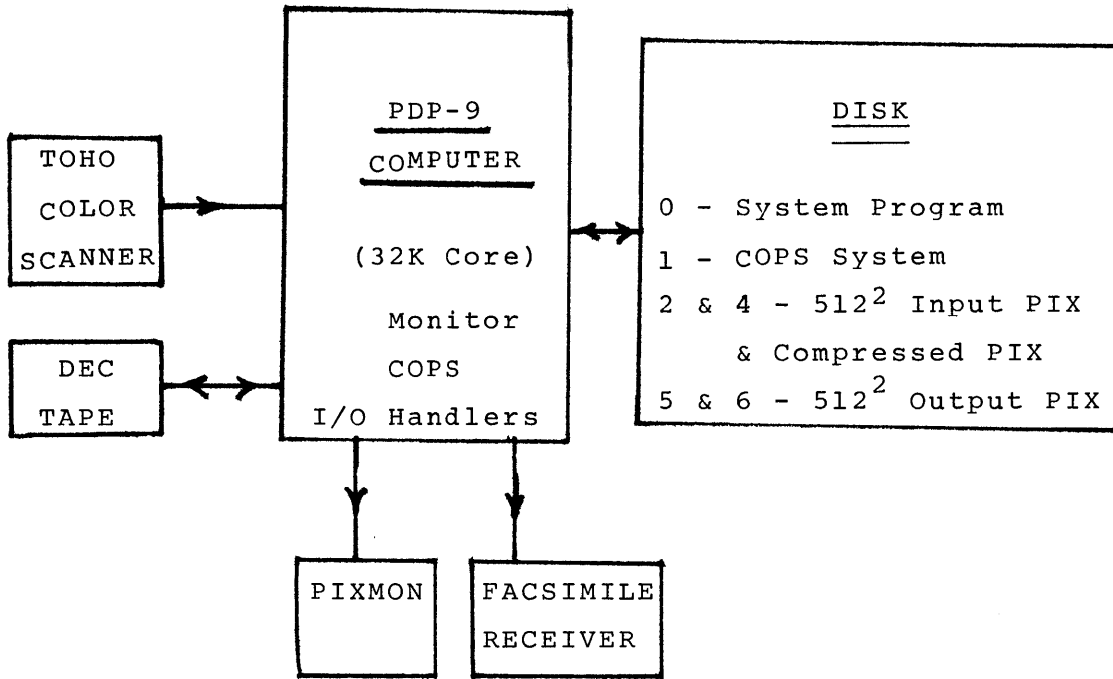 TOHO
COLOR
SCANNER
DEC
TAPE
PDP-9
COMPUTER
(32K Core)
Monitor
COPS
I/O Handlers
DISK
0 - System Program
1 - COPS System
2 & 4 - 512² Input PIX
& Compressed PIX
5 & 6 - 512² Output PIX
PIXMON
FACSIMILE
RECEIVER